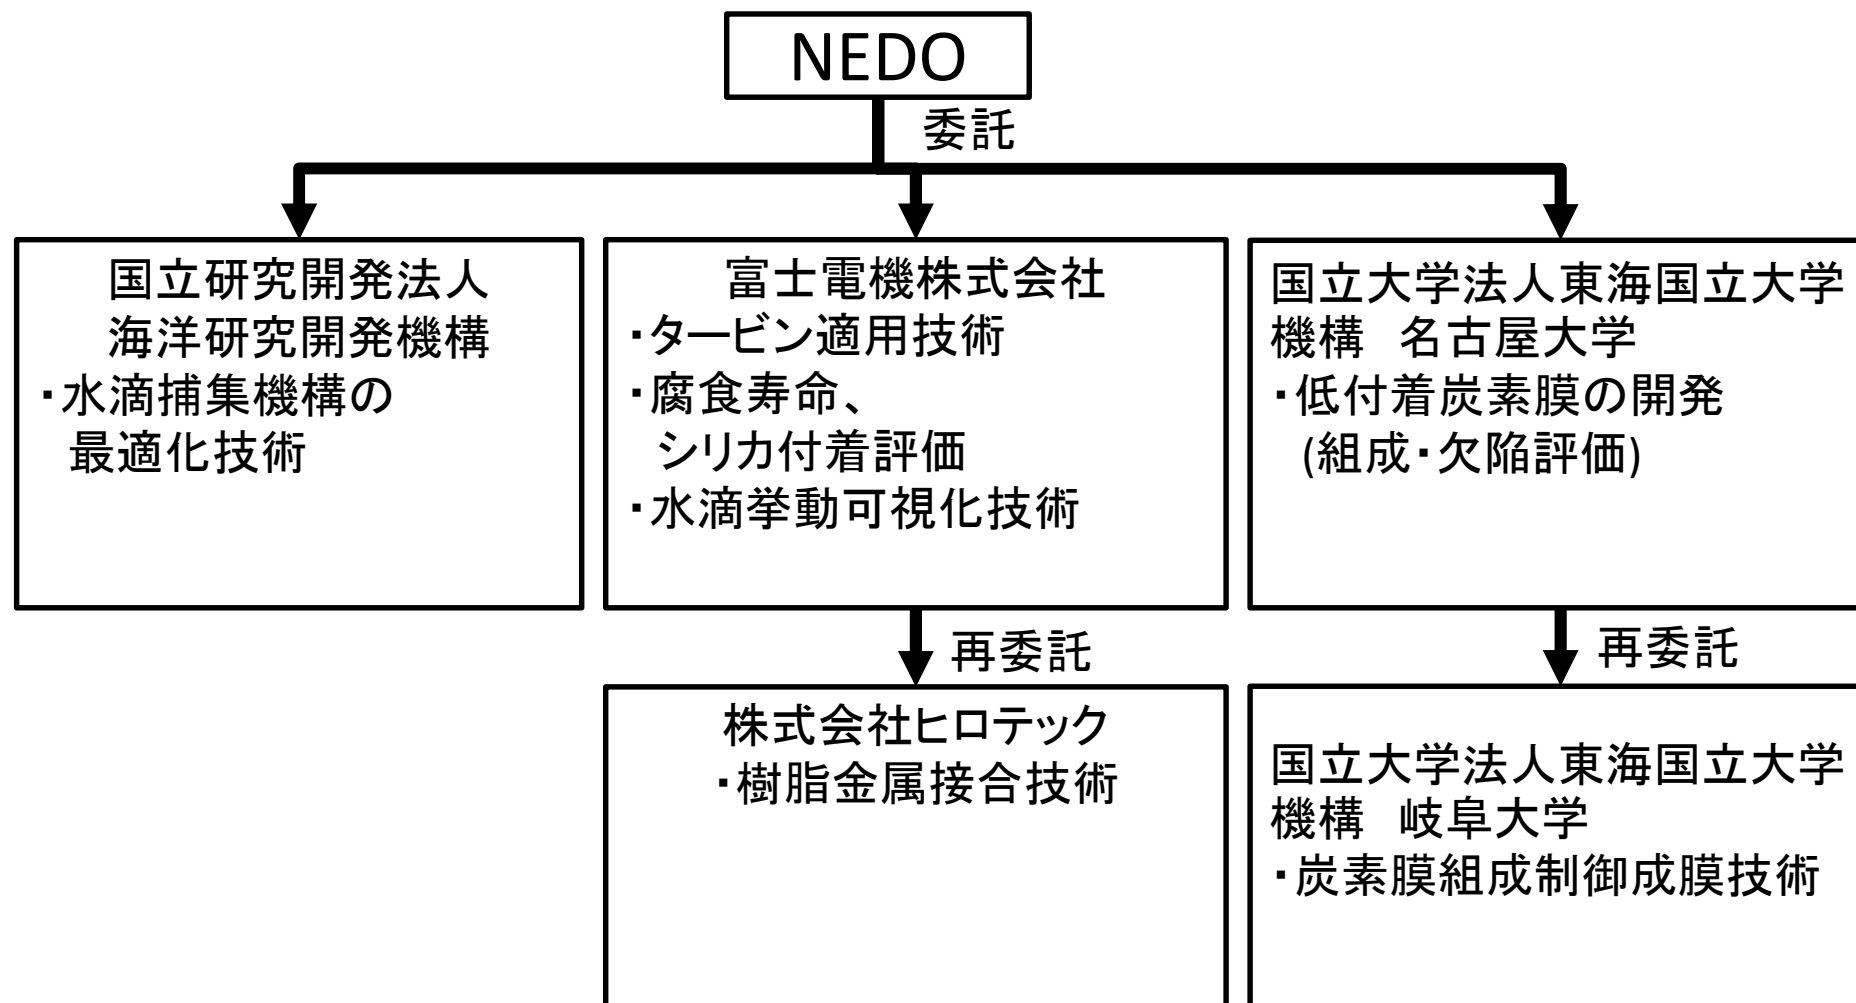 NEDO
委託
国立研究開発法人
海洋研究開発機構
・水滴捕集機構の
最適化技術
富士電機株式会社
・タービン適用技術
・腐食寿命、
シリカ付着評価
・水滴挙動可視化技術
国立大学法人東海国立大学
機構　名古屋大学
・低付着炭素膜の開発
(組成・欠陥評価)
再委託
再委託
株式会社ヒロテック
・樹脂金属接合技術
国立大学法人東海国立大学
機構　岐阜大学
・炭素膜組成制御成膜技術